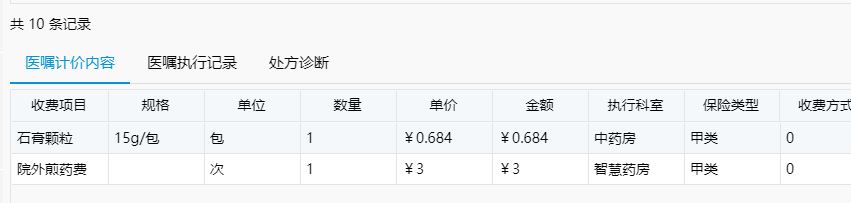 共 10 条记录
医嘱计价内容 医嘱执行记录 处方诊断
收费项目 规格 单位 数量 单价 金额 执行科室 保险类型 收费方式
石膏颗粒 15g/包 包 1 ¥0.684 ¥0.684 中药房 甲类 0
院外煎药费 次 1 ¥3 ¥3 智慧药房 甲类 0